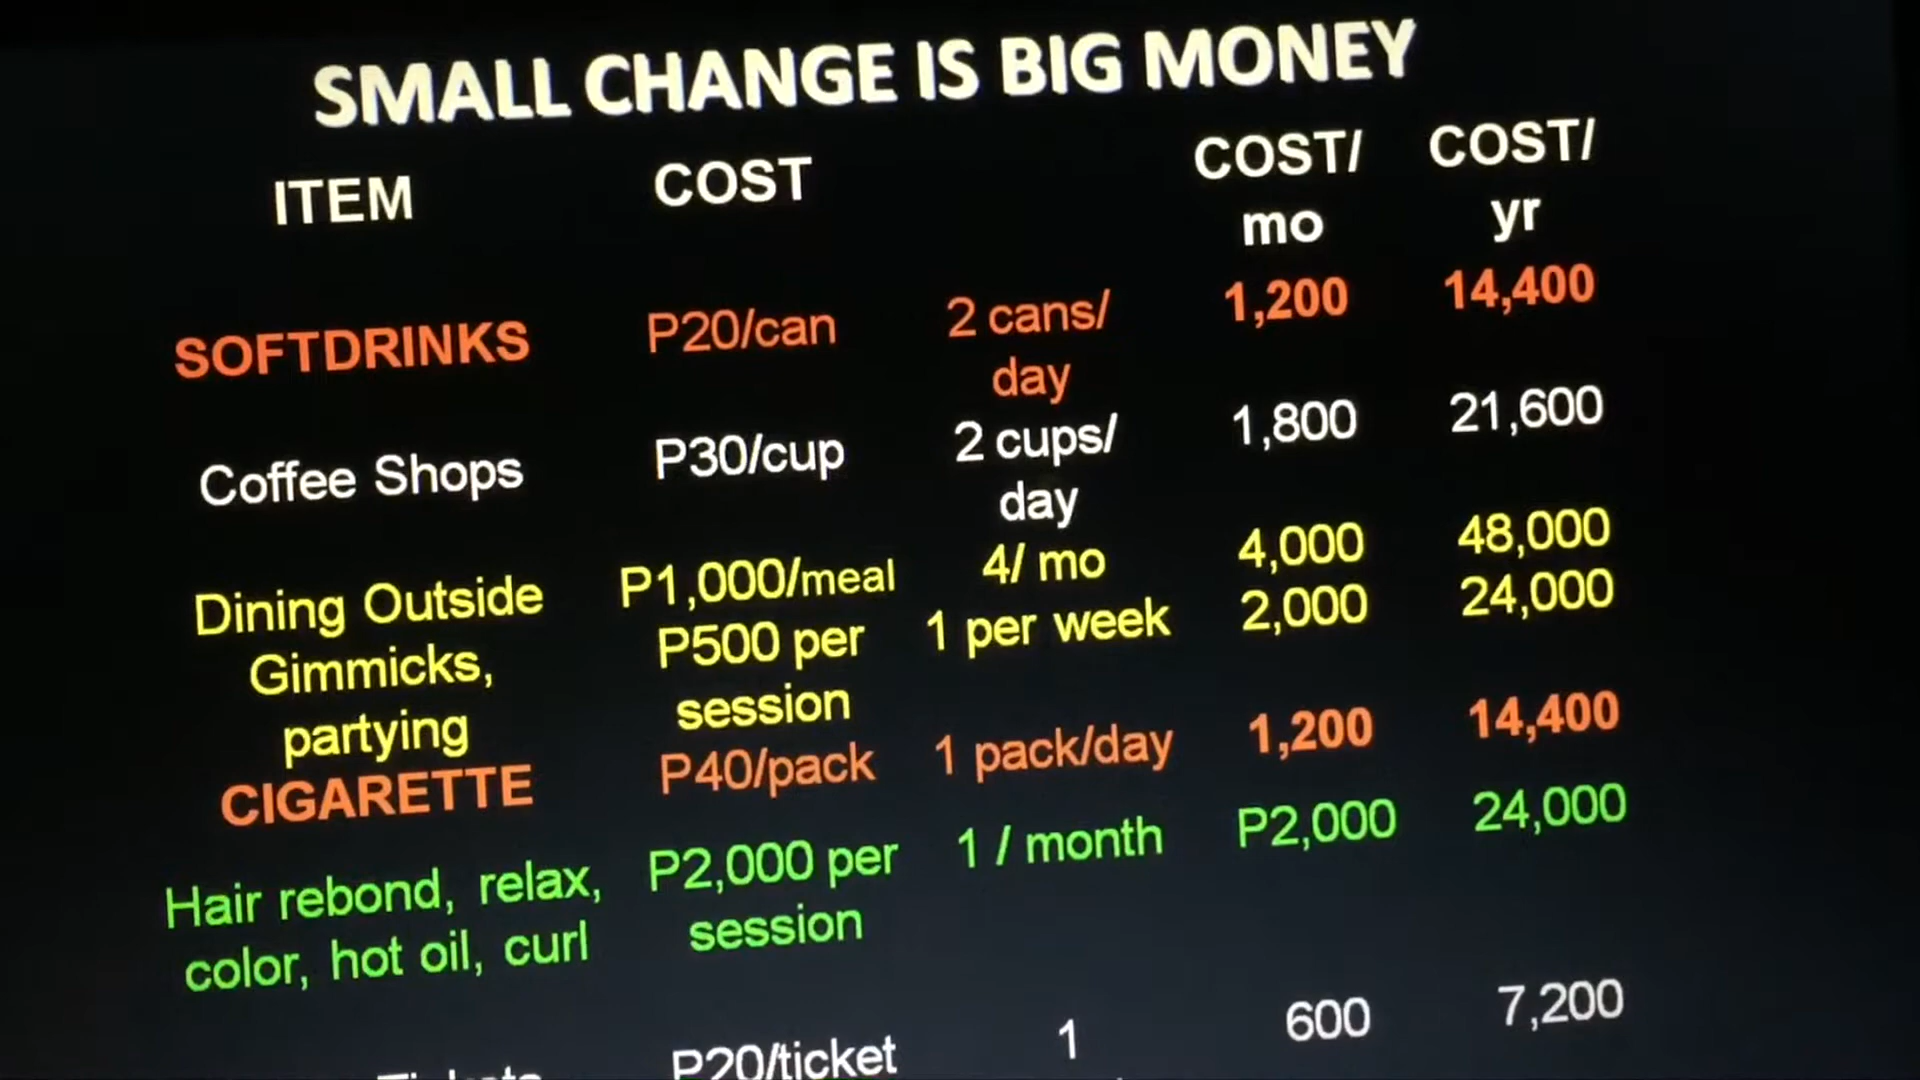 SMALL CHANGE IS BIG MONEY
ITEM COST COST/ COST/
mo yr
SOFTDRINKS P20/can 2 cans/ 1,200 14,400
day
Coffee Shops P30/cup 2 cups/ 1,800 21,600
day
Dining Outside P1,000/meal 4/ mo 4,000 48,000
Gimmicks, P500 per 1 per week 2,000 24,000
partying session
CIGARETTE P40/pack 1 pack/day 1,200 14,400
Hair rebond, relax, P2,000 per 1 / month P2,000 24,000
color, hot oil, curl session
P20/ticket 1 600 7,200